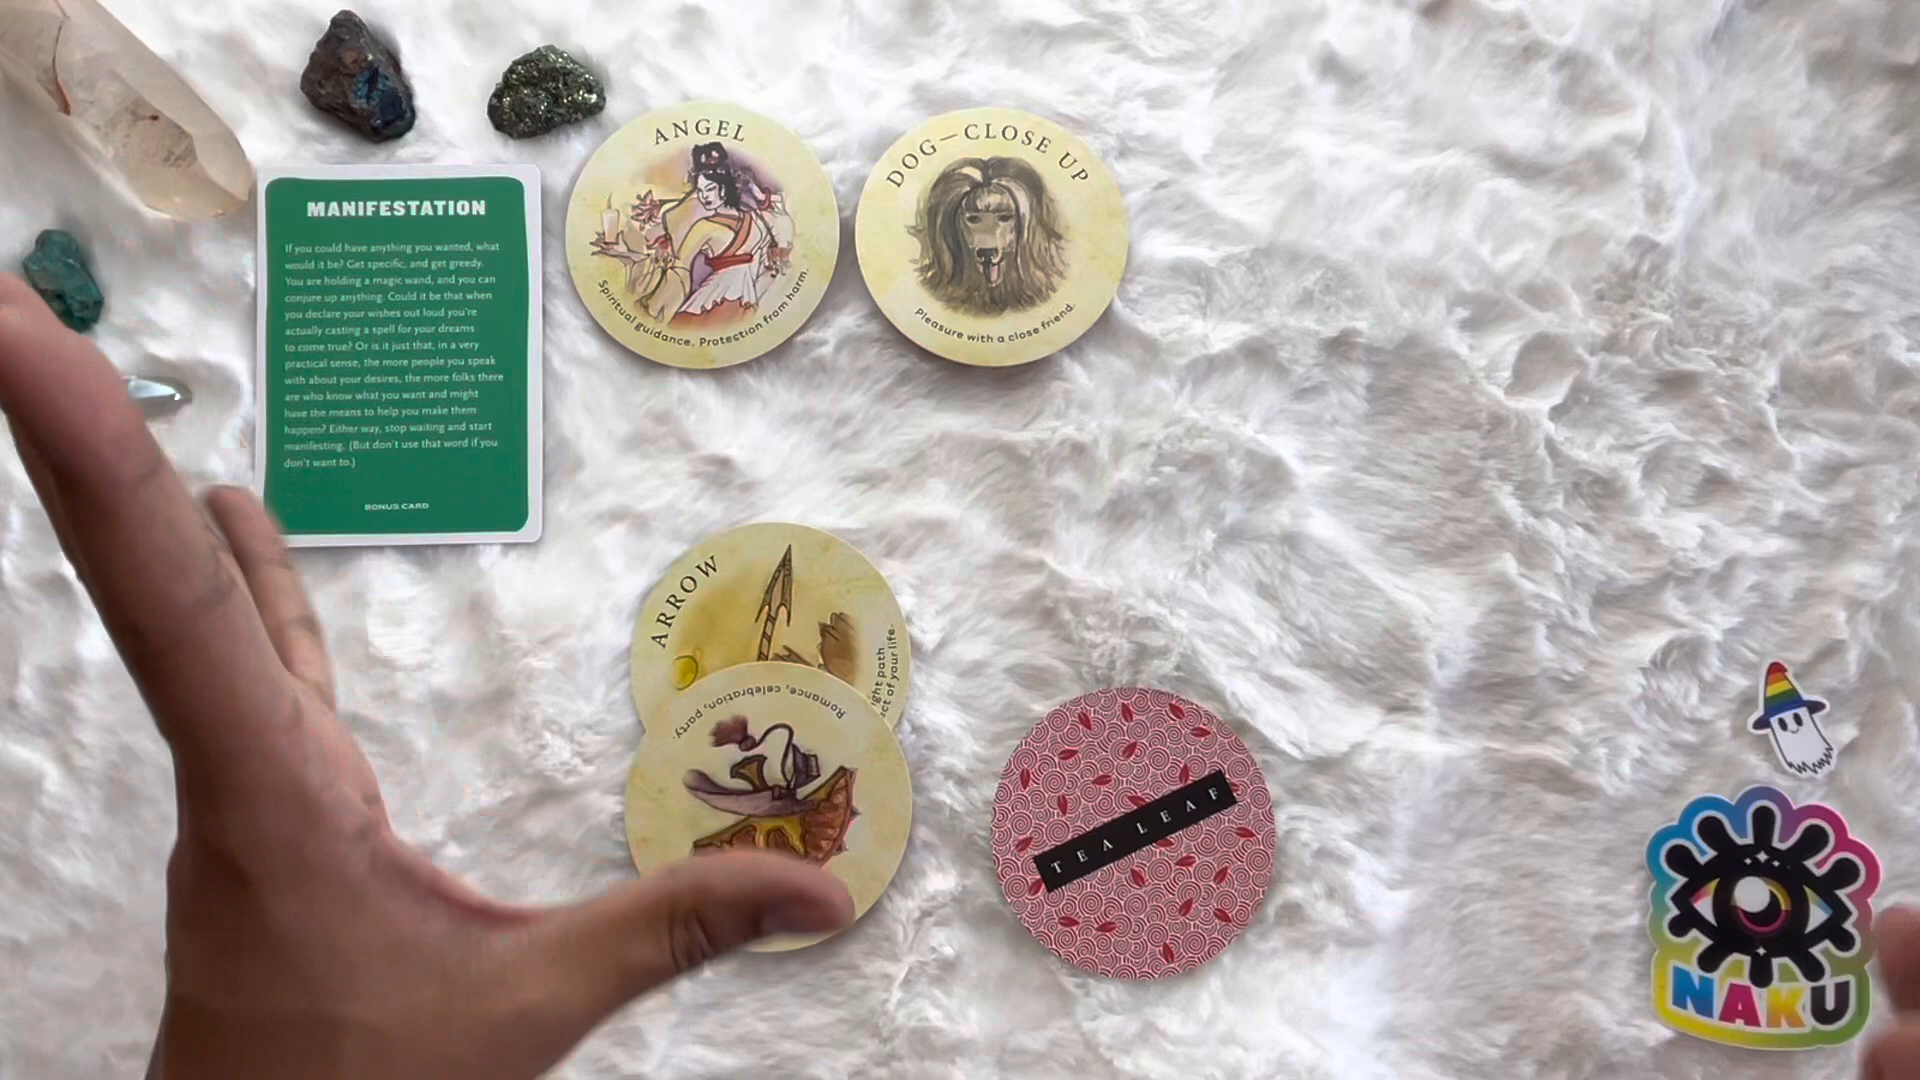 MANIFESTATION
If you could have anything you wanted, what
would it be? Get specific, and get greedy.
You are holding a magic wand, and you can
conjure up anything. Could it be that when
you declare your wishes out loud you're
actually casting a spell for your dreams
to come true? Or is it just that, in a very
practical sense, the more people you speak
with about your desires, the more folks there
are who know what you want and might
have the means to help you make them
happen? Either way, stop waiting and start
manifesting. (But don't use that word if you
don't want to.)
BONUS CARD
ANGEL
Spiritual guidance. Protection from harm.
DOG—CLOSE UP
Pleasure with a close friend.
ARROW
path
of your life.
Romance, celebration, party.
TEA LEAF
NAKU